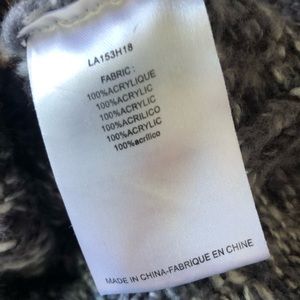 LA153H18
FABRIC :
100%ACRYLIQUE
100%ACRYLIC
100%ACRYLIC
100%ACRILICO
100%ACRYLIC
100%acrilico
MADE IN CHINA-FABRIQUE EN CHINE